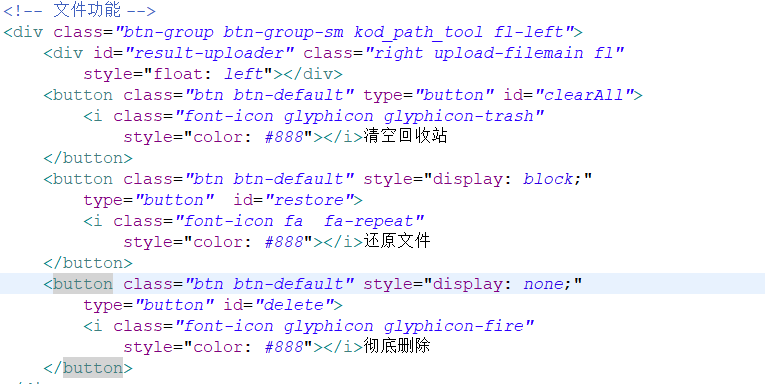 <!-- 文件功能 -->
<div class="btn-group btn-group-sm kod_path_tool fl-left">
<div id="result-uploader" class="right upload-filemain fl"
style="float: left"></div>
<button class="btn btn-default" type="button" id="clearAll">
<i class="font-icon glyphicon glyphicon-trash"
style="color: #888"></i>清空回收站
</button>
<button class="btn btn-default" style="display: block;"
type="button"  id="restore">
<i class="font-icon fa  fa-repeat"
style="color: #888"></i>还原文件
</button>
<button class="btn btn-default" style="display: none;"
type="button" id="delete">
<i class="font-icon glyphicon glyphicon-fire"
style="color: #888"></i>彻底删除
</button>